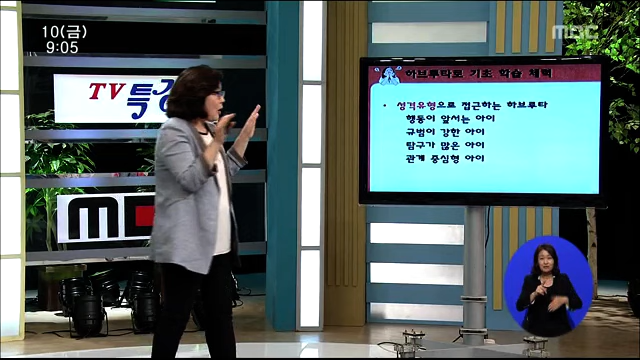 10(금)
9:05
MBC
TV 특강
하브루타로 기초 학습 체력
• 성격유형으로 접근하는 하브루타
행동이 앞서는 아이
규범이 강한 아이
탐구가 많은 아이
관계 중심형 아이